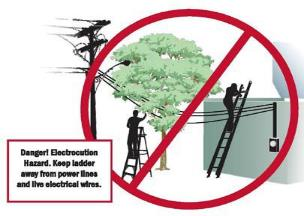 Danger! Electrocution
Hazard. Keep ladder
away from power lines
and live electrical wires.